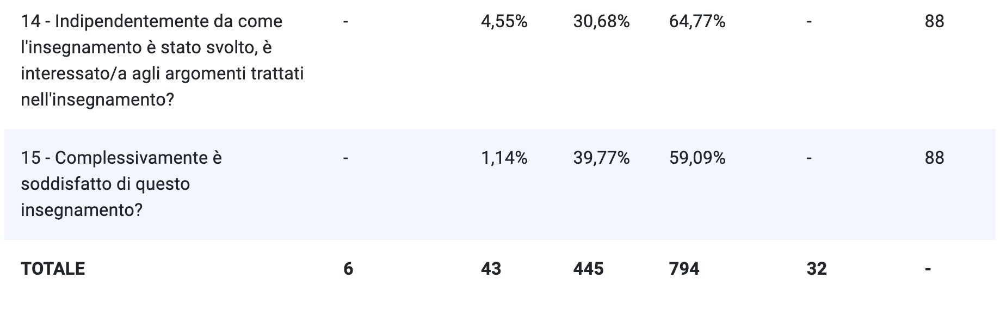 14 - Indipendentemente da come - 4,55% 30,68% 64,77% - 88
l'insegnamento è stato svolto, è
interessato/a agli argomenti trattati
nell'insegnamento?
15 - Complessivamente è - 1,14% 39,77% 59,09% - 88
soddisfatto di questo
insegnamento?
TOTALE 6 43 445 794 32 -